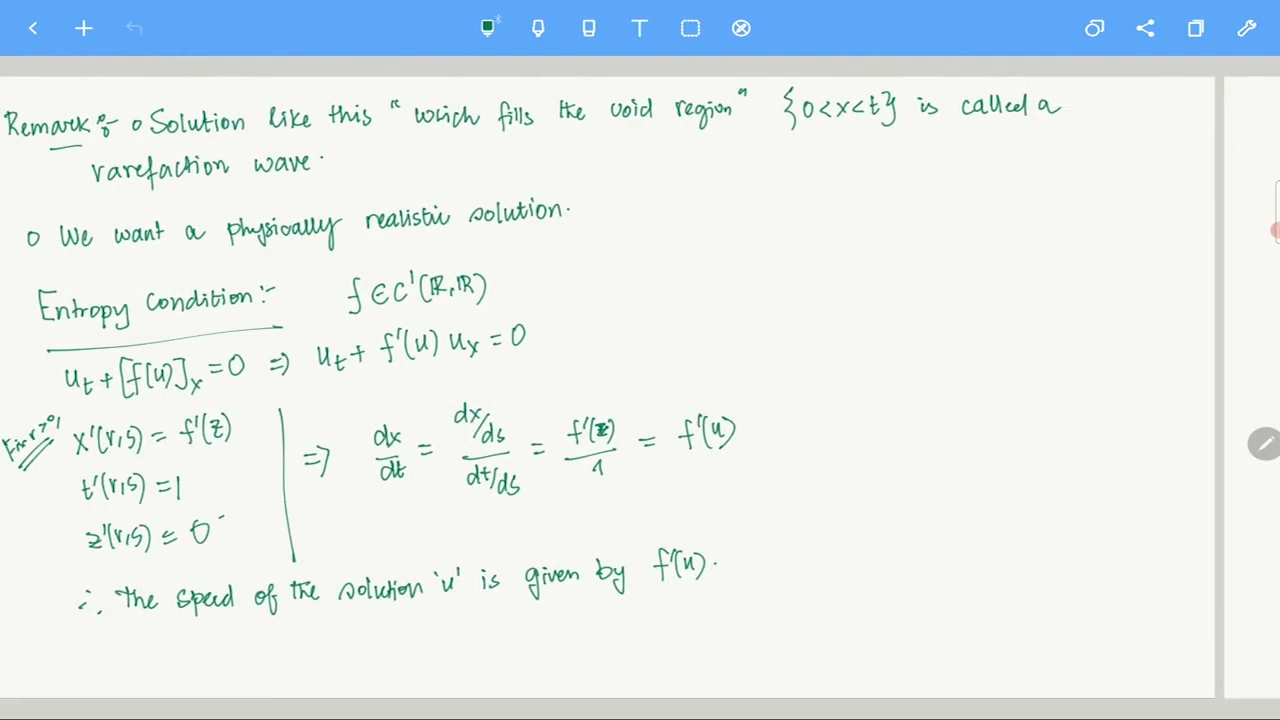 Remark :- o Solution like this "which fills the void region" {0<x<t} is called a
rarefaction wave.
o We want a physically realistic solution.
Entropy Condition :- f ∈ C'(ℝ,ℝ)
u_t + [f(u)]_x = 0 ⇒ u_t + f'(u) u_x = 0
Fix r>0! x'(r,s) = f'(z) ⇒ dx/dt = (dx/ds)/(dt/ds) = f'(z)/1 = f'(u)
t'(r,s) = 1
z'(r,s) = 0
∴ The speed of the solution 'u' is given by f'(u).